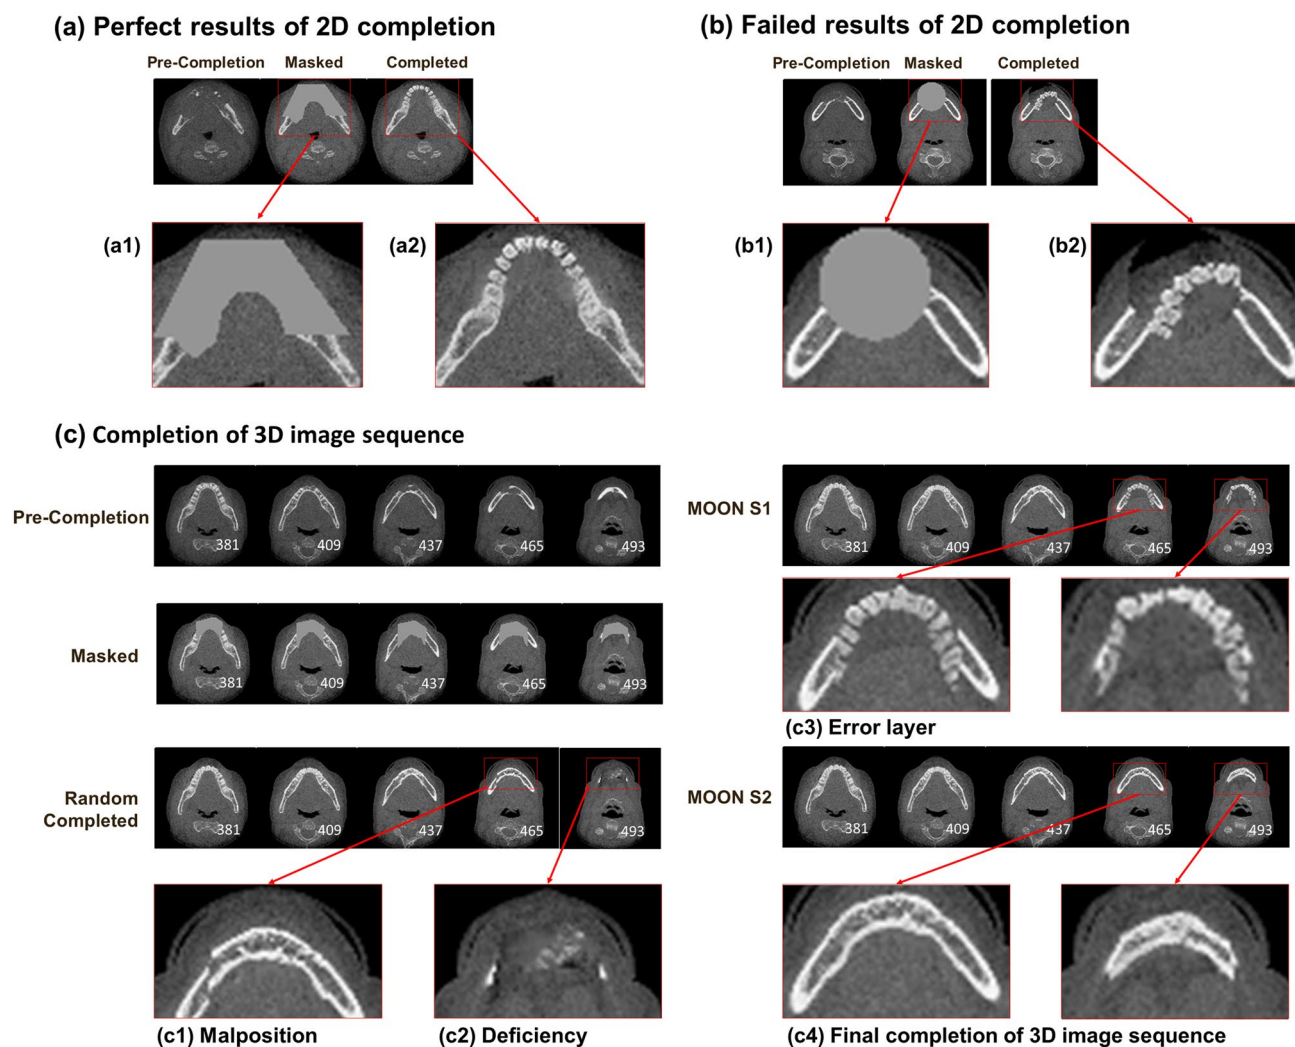 (a) Perfect results of 2D completion
Pre-Completion Masked Completed
(a1)
(a2)
(b) Failed results of 2D completion
Pre-Completion Masked Completed
(b1)
(b2)
(c) Completion of 3D image sequence
Pre-Completion
381 409 437 465 493
Masked
381 409 437 465 493
Random
Completed
381 409 437 465 493
(c1) Malposition
(c2) Deficiency
MOON S1
381 409 437 465 493
(c3) Error layer
MOON S2
381 409 437 465 493
(c4) Final completion of 3D image sequence